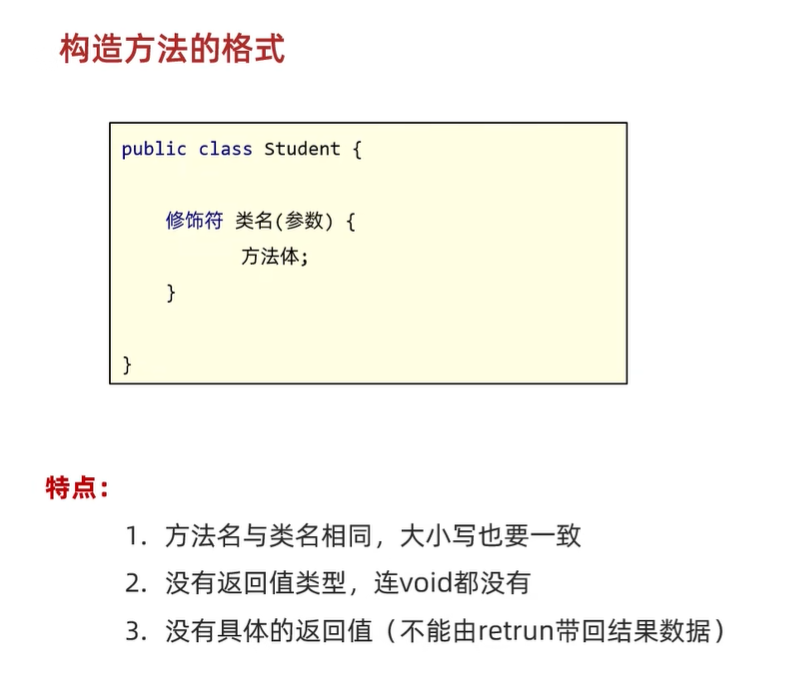 构造方法的格式
public class Student {
修饰符 类名(参数) {
方法体;
}
}
特点：
1. 方法名与类名相同，大小写也要一致
2. 没有返回值类型，连void都没有
3. 没有具体的返回值（不能由retrun带回结果数据）